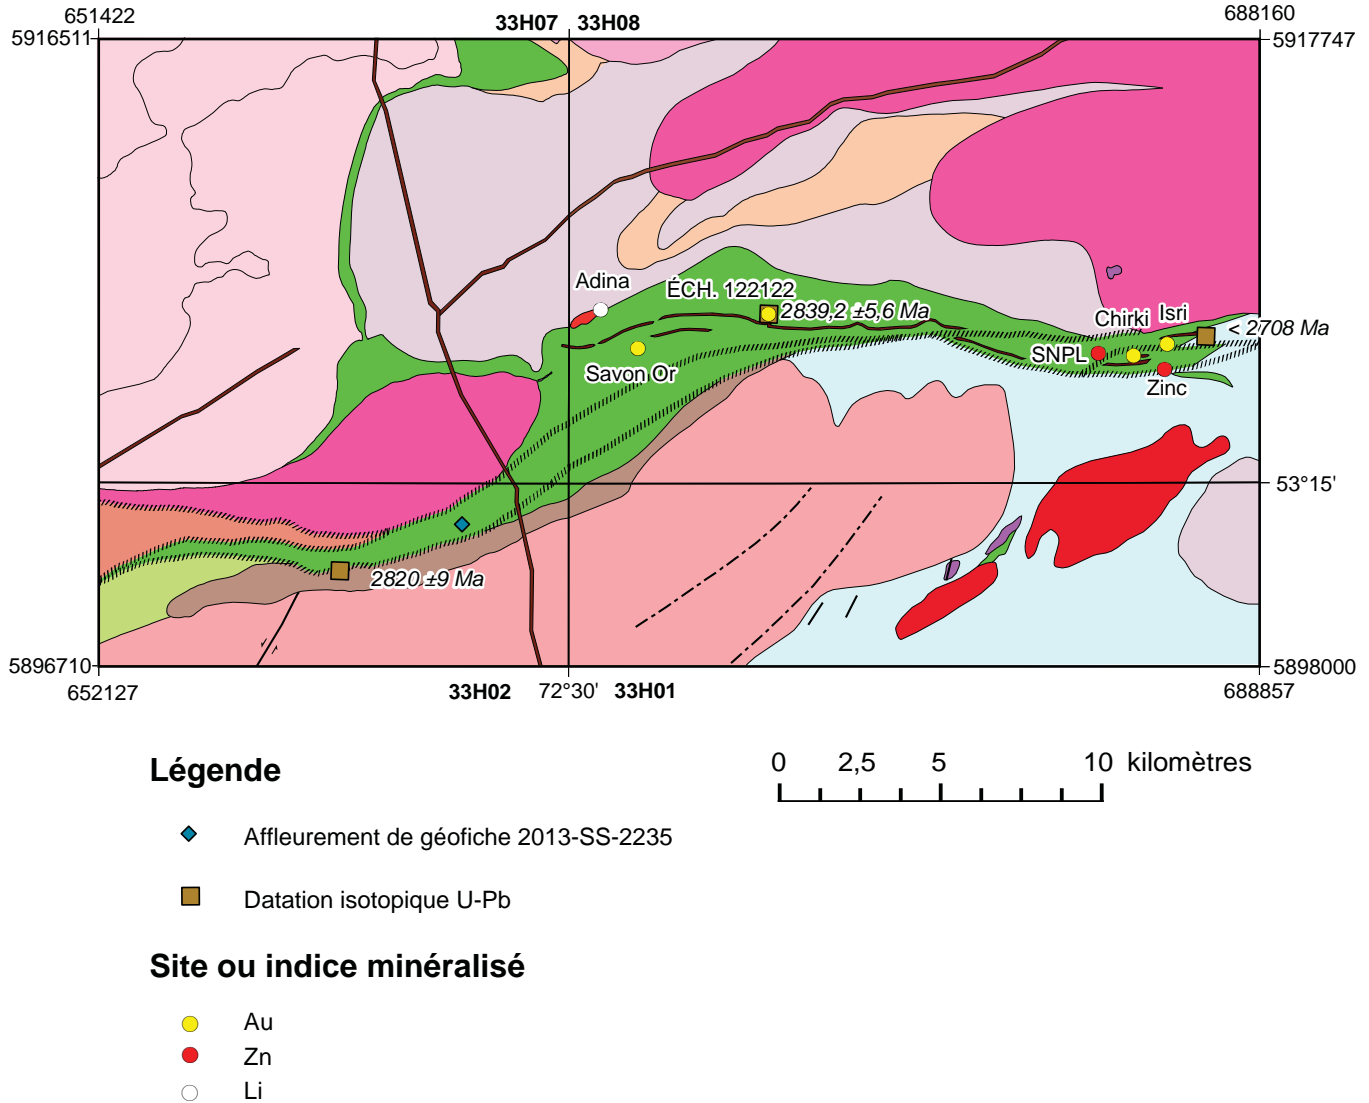 651422
33H07 33H08
688160
5916511
5917747
Adina
ÉCH. 122122
2839,2 ±5,6 Ma
Chirki
Isri
< 2708 Ma
SNPL
Savon Or
Zinc
53°15'
2820 ±9 Ma
5896710
5898000
652127
33H02
72°30'
33H01
688857
Légende
0 2,5 5 10 kilomètres
Affleurement de géofiche 2013-SS-2235
Datation isotopique U-Pb
Site ou indice minéralisé
Au
Zn
Li